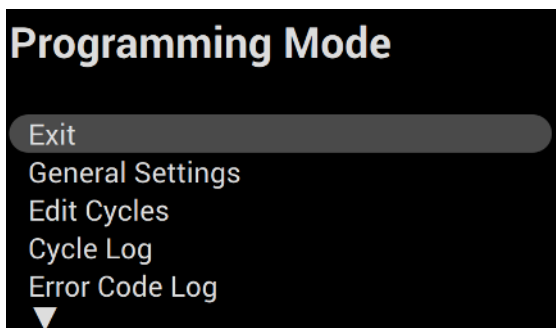 Programming Mode
Exit
General Settings
Edit Cycles
Cycle Log
Error Code Log